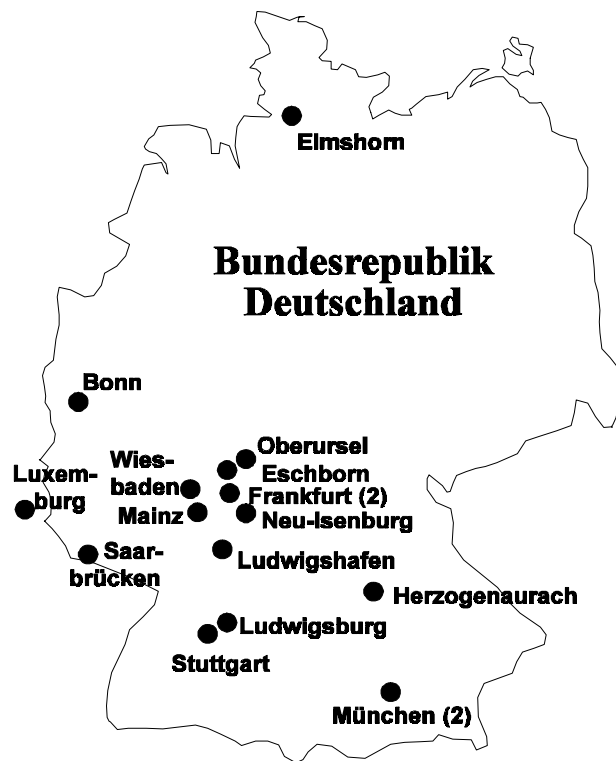 Elmshorn
Bundesrepublik
Deutschland
Bonn
Oberursel
Wies-
baden
Eschborn
Luxem-
burg
Frankfurt (2)
Mainz
Neu-Isenburg
Saar-
brücken
Ludwigshafen
Herzogenaurach
Ludwigsburg
Stuttgart
München (2)